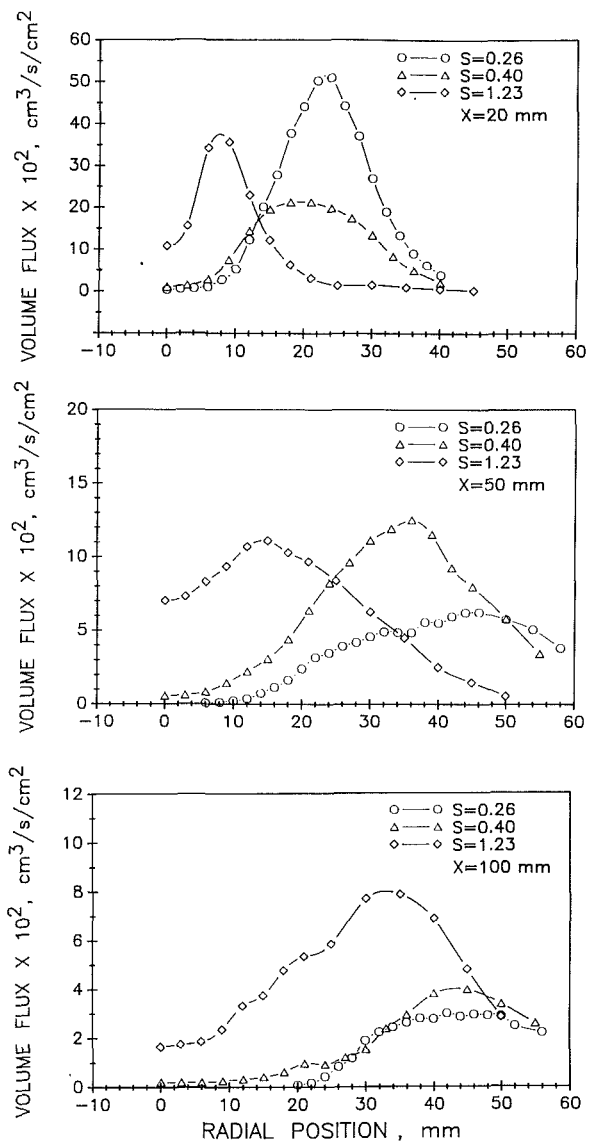 VOLUME FLUX X 10², cm³/s/cm²
60
50
40
30
20
10
0
−10 0 10 20 30 40 50 60
S=0.26
S=0.40
S=1.23
X=20 mm
VOLUME FLUX X 10², cm³/s/cm²
20
15
10
5
0
−10 0 10 20 30 40 50 60
S=0.26
S=0.40
S=1.23
X=50 mm
VOLUME FLUX X 10², cm³/s/cm²
12
10
8
6
4
2
0
−10 0 10 20 30 40 50 60
S=0.26
S=0.40
S=1.23
X=100 mm
RADIAL POSITION , mm